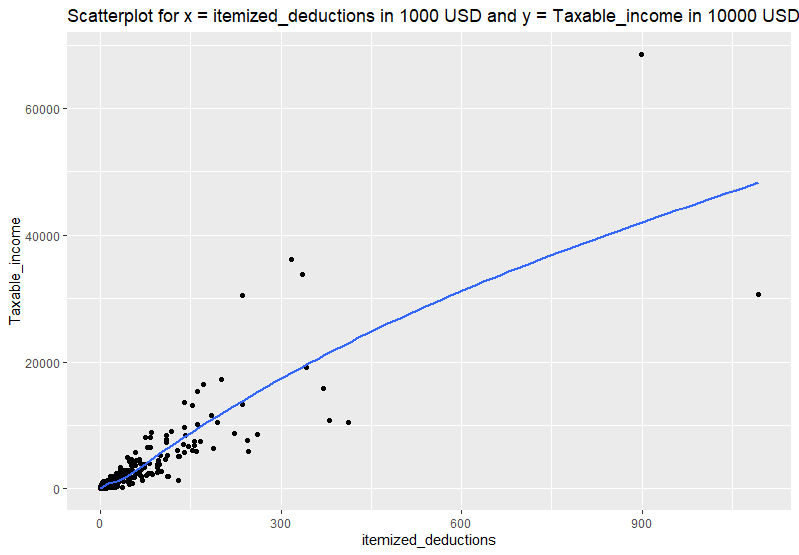 Scatterplot for x = itemized_deductions in 1000 USD and y = Taxable_income in 10000 USD
60000
40000
20000
0
Taxable_income
0 300 600 900
itemized_deductions